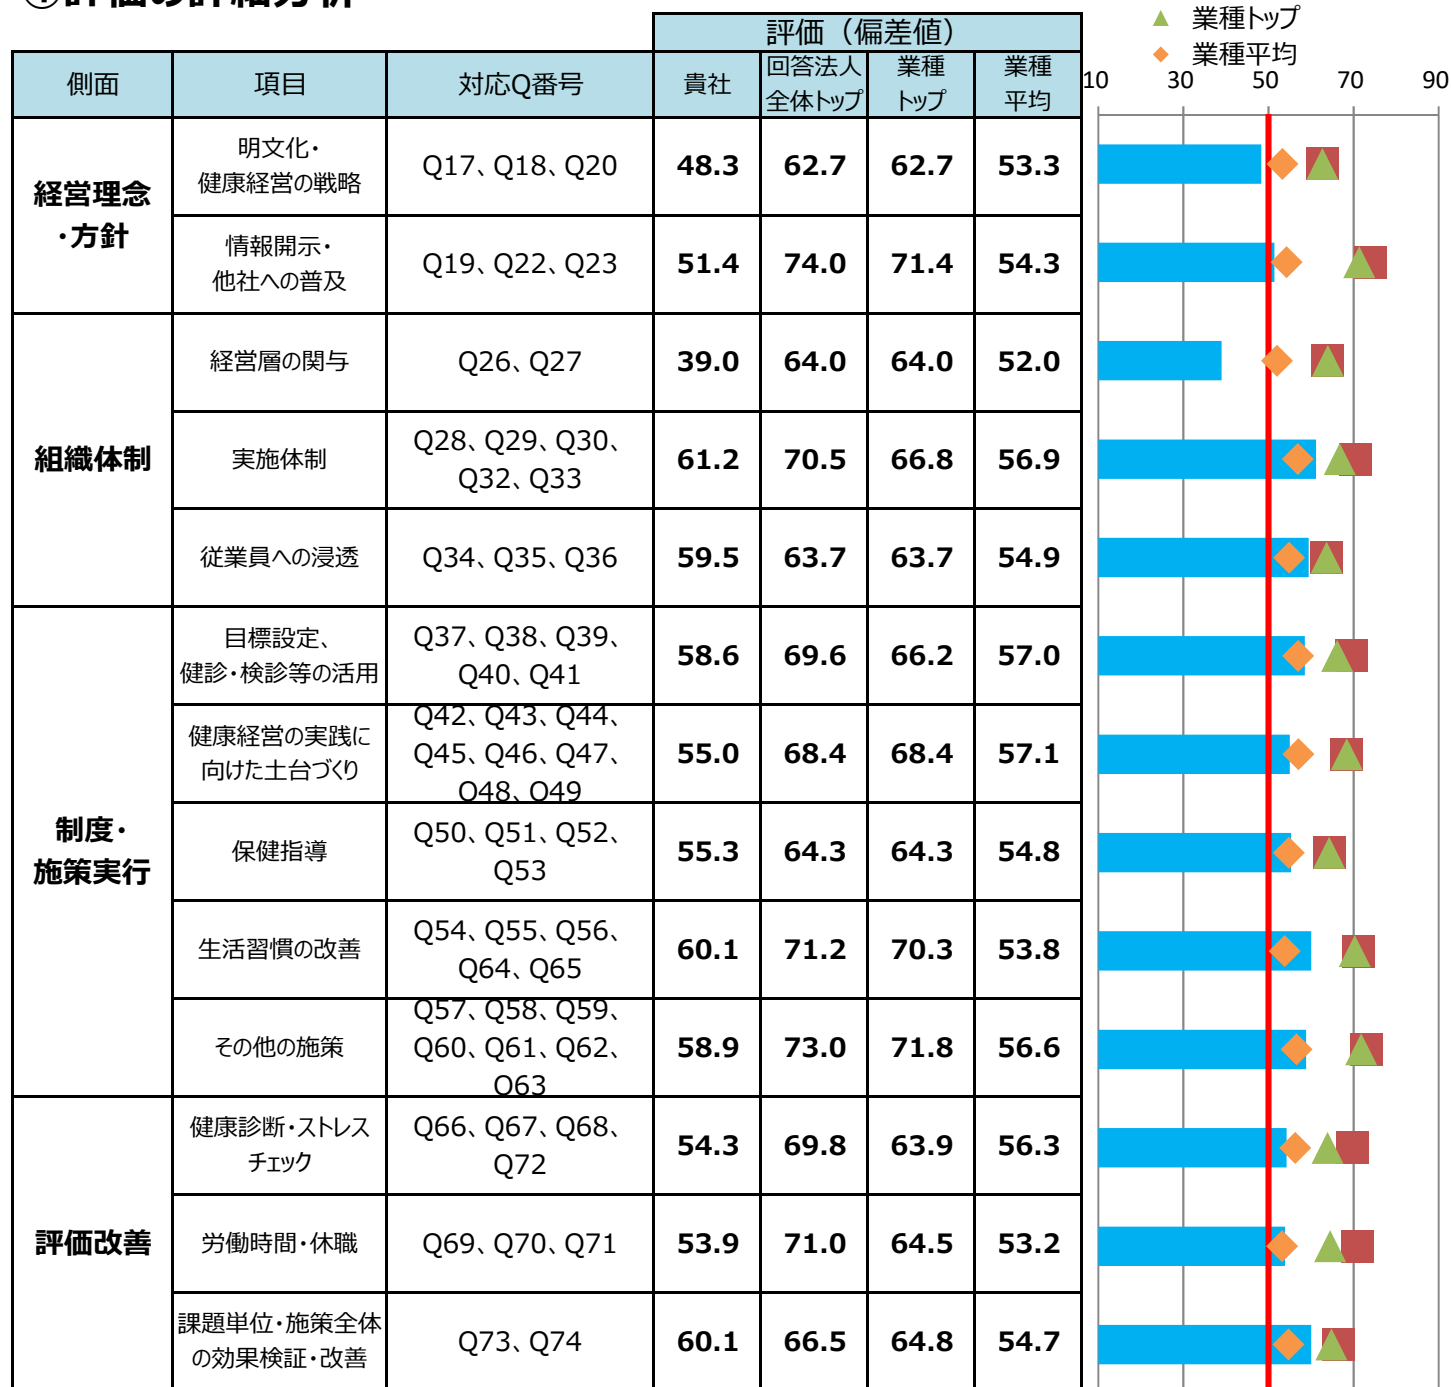 ①評価の詳細分析
業種トップ
業種平均
評価（偏差値）
側面 項目 対応Q番号 貴社 回答法人 業種 業種
全体トップ トップ 平均
10 30 50 70 90
経営理念
・方針
明文化・
健康経営の戦略
Q17、Q18、Q20 48.3 62.7 62.7 53.3
情報開示・
他社への普及
Q19、Q22、Q23 51.4 74.0 71.4 54.3
組織体制
経営層の関与 Q26、Q27 39.0 64.0 64.0 52.0
実施体制
Q28、Q29、Q30、
Q32、Q33
61.2 70.5 66.8 56.9
従業員への浸透 Q34、Q35、Q36 59.5 63.7 63.7 54.9
制度・
施策実行
目標設定、
健診・検診等の活用
Q37、Q38、Q39、
Q40、Q41
58.6 69.6 66.2 57.0
健康経営の実践に
向けた土台づくり
Q42、Q43、Q44、
Q45、Q46、Q47、
Q48、Q49
55.0 68.4 68.4 57.1
保健指導
Q50、Q51、Q52、
Q53
55.3 64.3 64.3 54.8
生活習慣の改善
Q54、Q55、Q56、
Q64、Q65
60.1 71.2 70.3 53.8
その他の施策
Q57、Q58、Q59、
Q60、Q61、Q62、
Q63
58.9 73.0 71.8 56.6
評価改善
健康診断・ストレス
チェック
Q66、Q67、Q68、
Q72
54.3 69.8 63.9 56.3
労働時間・休職 Q69、Q70、Q71 53.9 71.0 64.5 53.2
課題単位・施策全体
の効果検証・改善
Q73、Q74 60.1 66.5 64.8 54.7